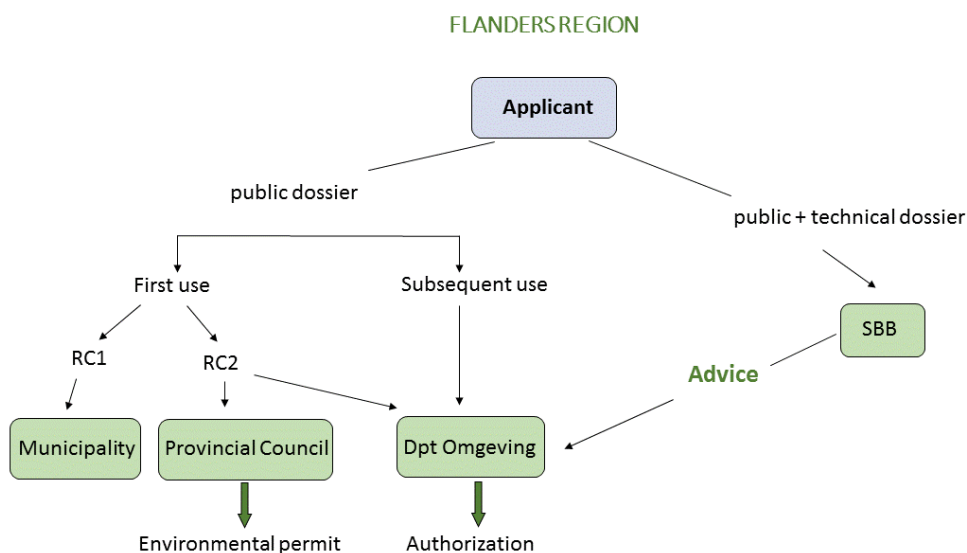 FLANDERS REGION
Applicant
public dossier
public + technical dossier
First use
Subsequent use
SBB
RC1
RC2
Advice
Municipality
Provincial Council
Dpt Omgeving
Environmental permit
Authorization